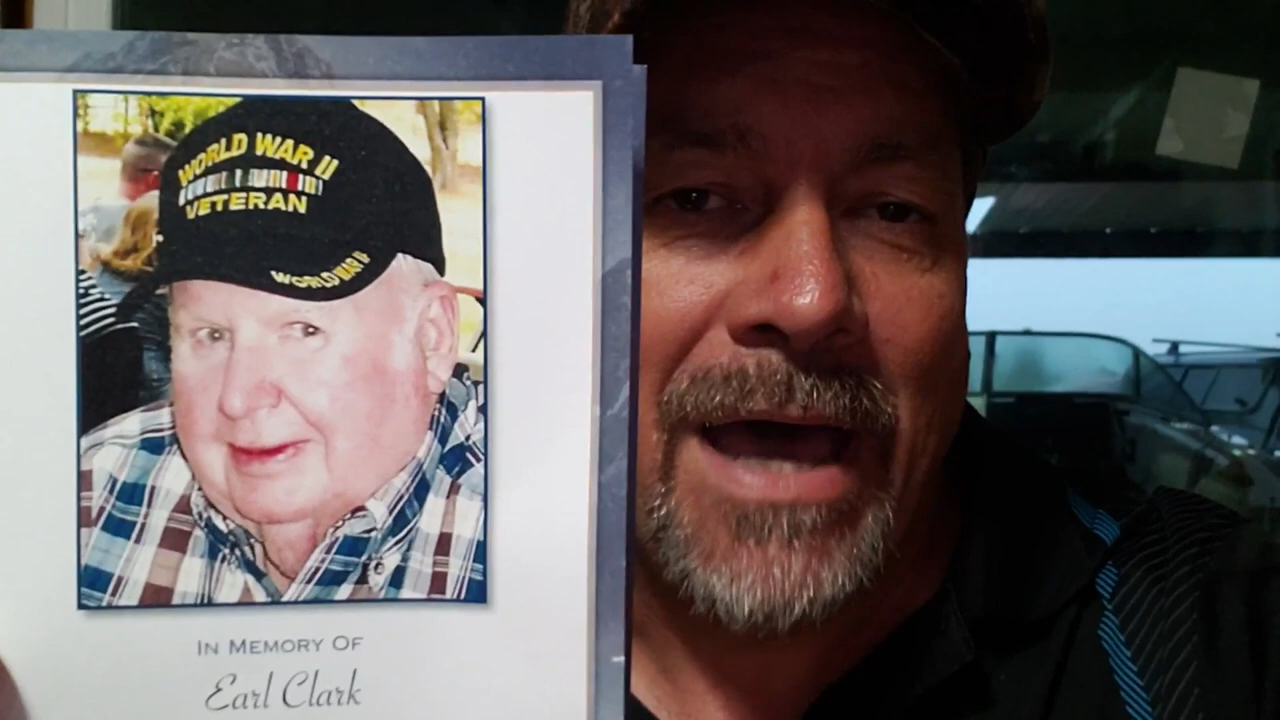 WORLD WAR II
VETERAN
WORLD WAR II
IN MEMORY OF
Earl Clark